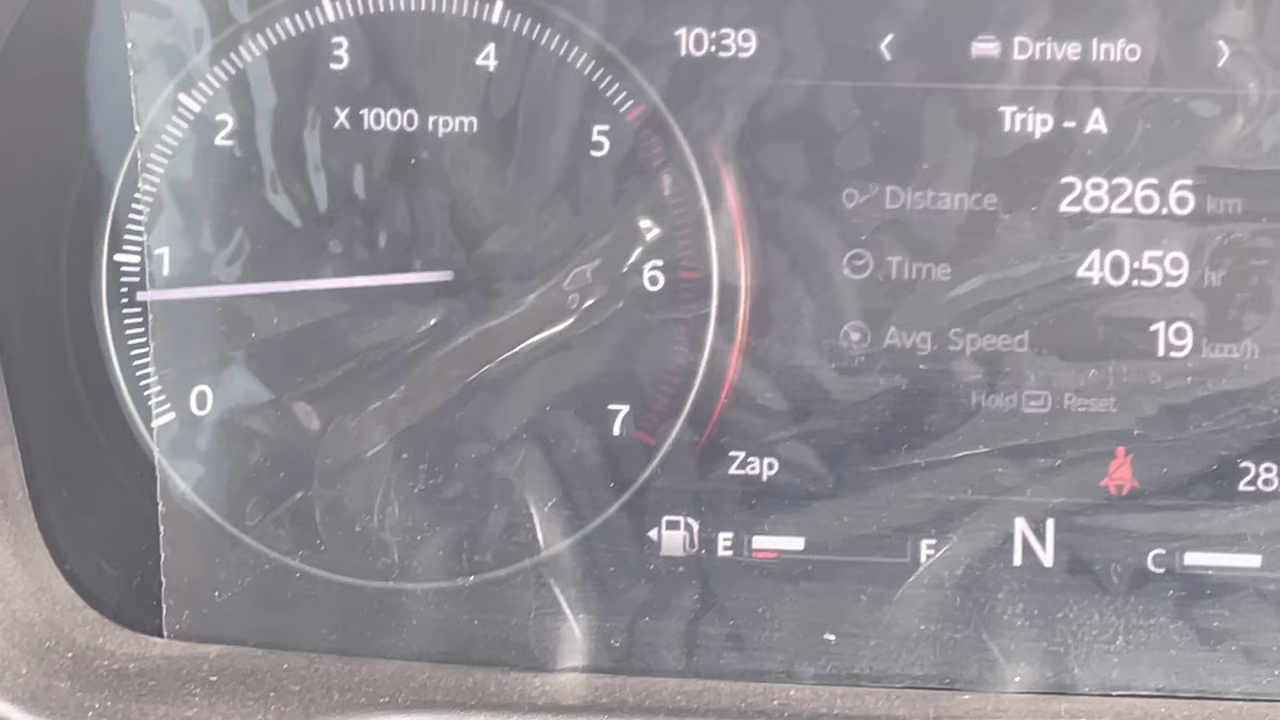 10:39
Drive Info
Trip - A
Distance 2826.6 km
Time 40:59 hr
Avg. Speed 19 km/h
Hold : Reset
0
1
2
3
4
5
6
7
X 1000 rpm
Zap
28
E F
N
C